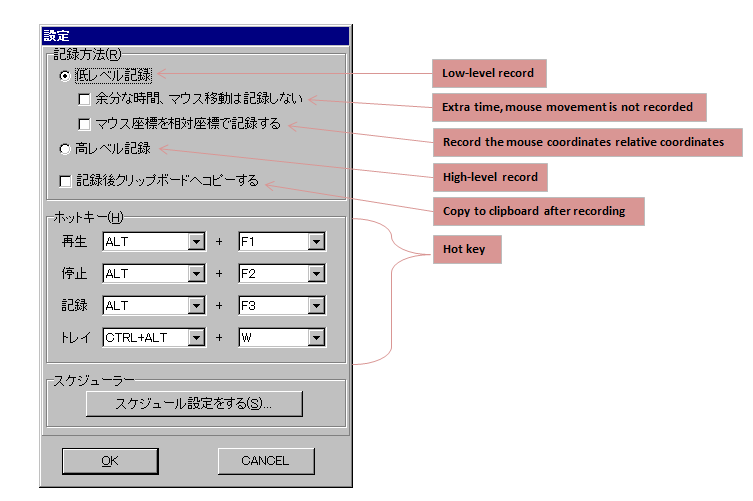 設定
記録方法(R)
低レベル記録
Low-level record
余分な時間、マウス移動は記録しない
Extra time, mouse movement is not recorded
マウス座標を相対座標で記録する
Record the mouse coordinates relative coordinates
高レベル記録
High-level record
記録後クリップボードへコピーする
Copy to clipboard after recording
ホットキー(H)
Hot key
再生 ALT + F1
停止 ALT + F2
記録 ALT + F3
トレイ CTRL+ALT + W
スケジューラー
スケジュール設定をする(S)...
OK CANCEL